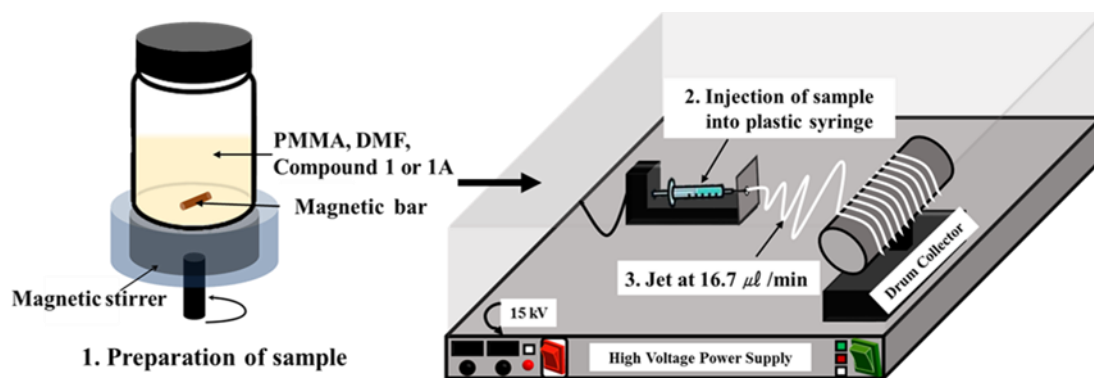 PMMA, DMF,
Compound 1 or 1A
Magnetic bar
Magnetic stirrer
1. Preparation of sample
2. Injection of sample
into plastic syringe
3. Jet at 16.7 µℓ /min
Drum Collector
15 kV
High Voltage Power Supply